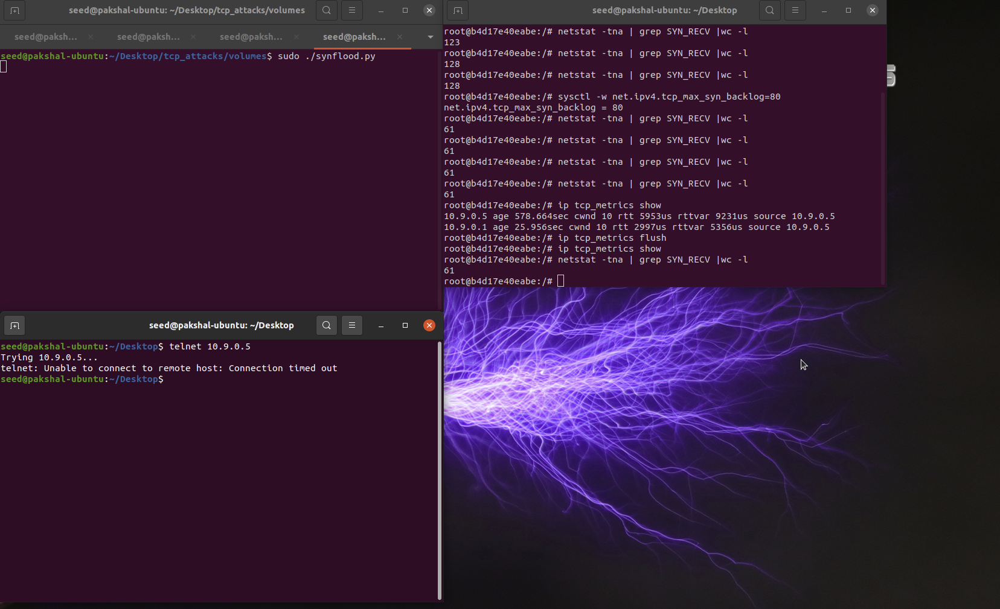 seed@pakshal-ubuntu: ~/Desktop/tcp_attacks/volumes
seed@paksh... seed@paksh... seed@paksh... seed@paksh...
seed@pakshal-ubuntu:~/Desktop/tcp_attacks/volumes$ sudo ./synflood.py
seed@pakshal-ubuntu: ~/Desktop
root@b4d17e40eabe:/# netstat -tna | grep SYN_RECV |wc -l
123
root@b4d17e40eabe:/# netstat -tna | grep SYN_RECV |wc -l
128
root@b4d17e40eabe:/# netstat -tna | grep SYN_RECV |wc -l
128
root@b4d17e40eabe:/# sysctl -w net.ipv4.tcp_max_syn_backlog=80
net.ipv4.tcp_max_syn_backlog = 80
root@b4d17e40eabe:/# netstat -tna | grep SYN_RECV |wc -l
61
root@b4d17e40eabe:/# netstat -tna | grep SYN_RECV |wc -l
61
root@b4d17e40eabe:/# netstat -tna | grep SYN_RECV |wc -l
61
root@b4d17e40eabe:/# netstat -tna | grep SYN_RECV |wc -l
61
root@b4d17e40eabe:/# ip tcp_metrics show
10.9.0.5 age 578.664sec cwnd 10 rtt 5953us rttvar 9231us source 10.9.0.5
10.9.0.1 age 25.956sec cwnd 10 rtt 2997us rttvar 5356us source 10.9.0.5
root@b4d17e40eabe:/# ip tcp_metrics flush
root@b4d17e40eabe:/# ip tcp_metrics show
root@b4d17e40eabe:/# netstat -tna | grep SYN_RECV |wc -l
61
root@b4d17e40eabe:/#
seed@pakshal-ubuntu: ~/Desktop
seed@pakshal-ubuntu:~/Desktop$ telnet 10.9.0.5
Trying 10.9.0.5...
telnet: Unable to connect to remote host: Connection timed out
seed@pakshal-ubuntu:~/Desktop$